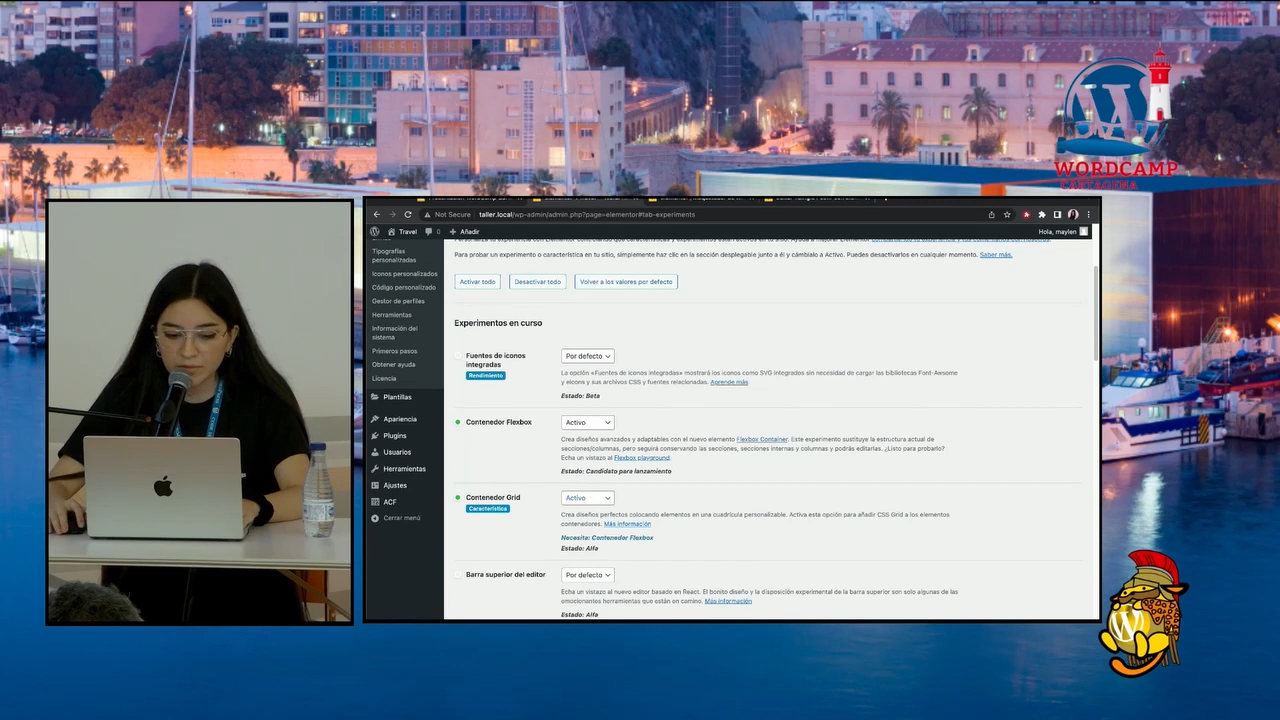 WORDCAMP
CARTAGENA
Not Secure
taller.local/wp-admin/admin.php?page=elementor#tab-experiments
Travel
0
Añadir
Hola, maylen
Tipografías
personalizadas
Iconos personalizados
Código personalizado
Gestor de perfiles
Herramientas
Información del
sistema
Primeros pasos
Obtener ayuda
Licencia
Plantillas
Apariencia
Plugins
Usuarios
Herramientas
Ajustes
ACF
Cerrar menú
Para probar un experimento o característica en tu sitio, simplemente haz clic en la sección desplegable junto a él y cámbialo a Activo. Puedes desactivarlos en cualquier momento. Saber más.
Activar todo
Desactivar todo
Volver a los valores por defecto
Experimentos en curso
Fuentes de iconos
integradas
Rendimiento
Por defecto
La opción «Fuentes de iconos integradas» mostrará los iconos como SVG integrados sin necesidad de cargar las bibliotecas Font-Awsome
y eicons y sus archivos CSS y fuentes relacionadas. Aprende más
Estado: Beta
Contenedor Flexbox
Activo
Crea diseños avanzados y adaptables con el nuevo elemento Flexbox Container. Este experimento sustituye la estructura actual de
secciones/columnas, pero seguirá conservando las secciones, secciones internas y columnas y podrás editarlas. ¿Listo para probarlo?
Echa un vistazo al Flexbox playground.
Estado: Candidato para lanzamiento
Contenedor Grid
Característica
Activo
Crea diseños perfectos colocando elementos en una cuadrícula personalizable. Activa esta opción para añadir CSS Grid a los elementos
contenedores. Más información
Necesita: Contenedor Flexbox
Estado: Alfa
Barra superior del editor
Por defecto
Echa un vistazo al nuevo editor basado en React. El bonito diseño y la disposición experimental de la barra superior son solo algunas de las
emocionantes herramientas que están en camino. Más información
Estado: Alfa